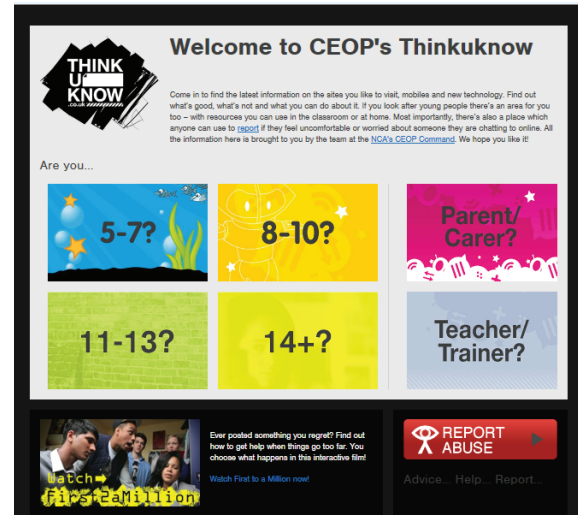 THINK
U
KNOW
.co.uk
Welcome to CEOP's Thinkuknow
Come in to find the latest information on the sites you like to visit, mobiles and new technology. Find out
what's good, what's not and what you can do about it. If you look after young people there's an area for you
too – with resources you can use in the classroom or at home. Most importantly, there's also a place which
anyone can use to report if they feel uncomfortable or worried about someone they are chatting to online. All
the information here is brought to you by the team at the NCA's CEOP Command. We hope you like it!
Are you...
5-7?
8-10?
Parent/
Carer?
11-13?
14+?
Teacher/
Trainer?
Watch
First2aMillion
Ever posted something you regret? Find out
how to get help when things go too far. You
choose what happens in this interactive film!
Watch First to a Million now!
REPORT
ABUSE
Advice... Help... Report...